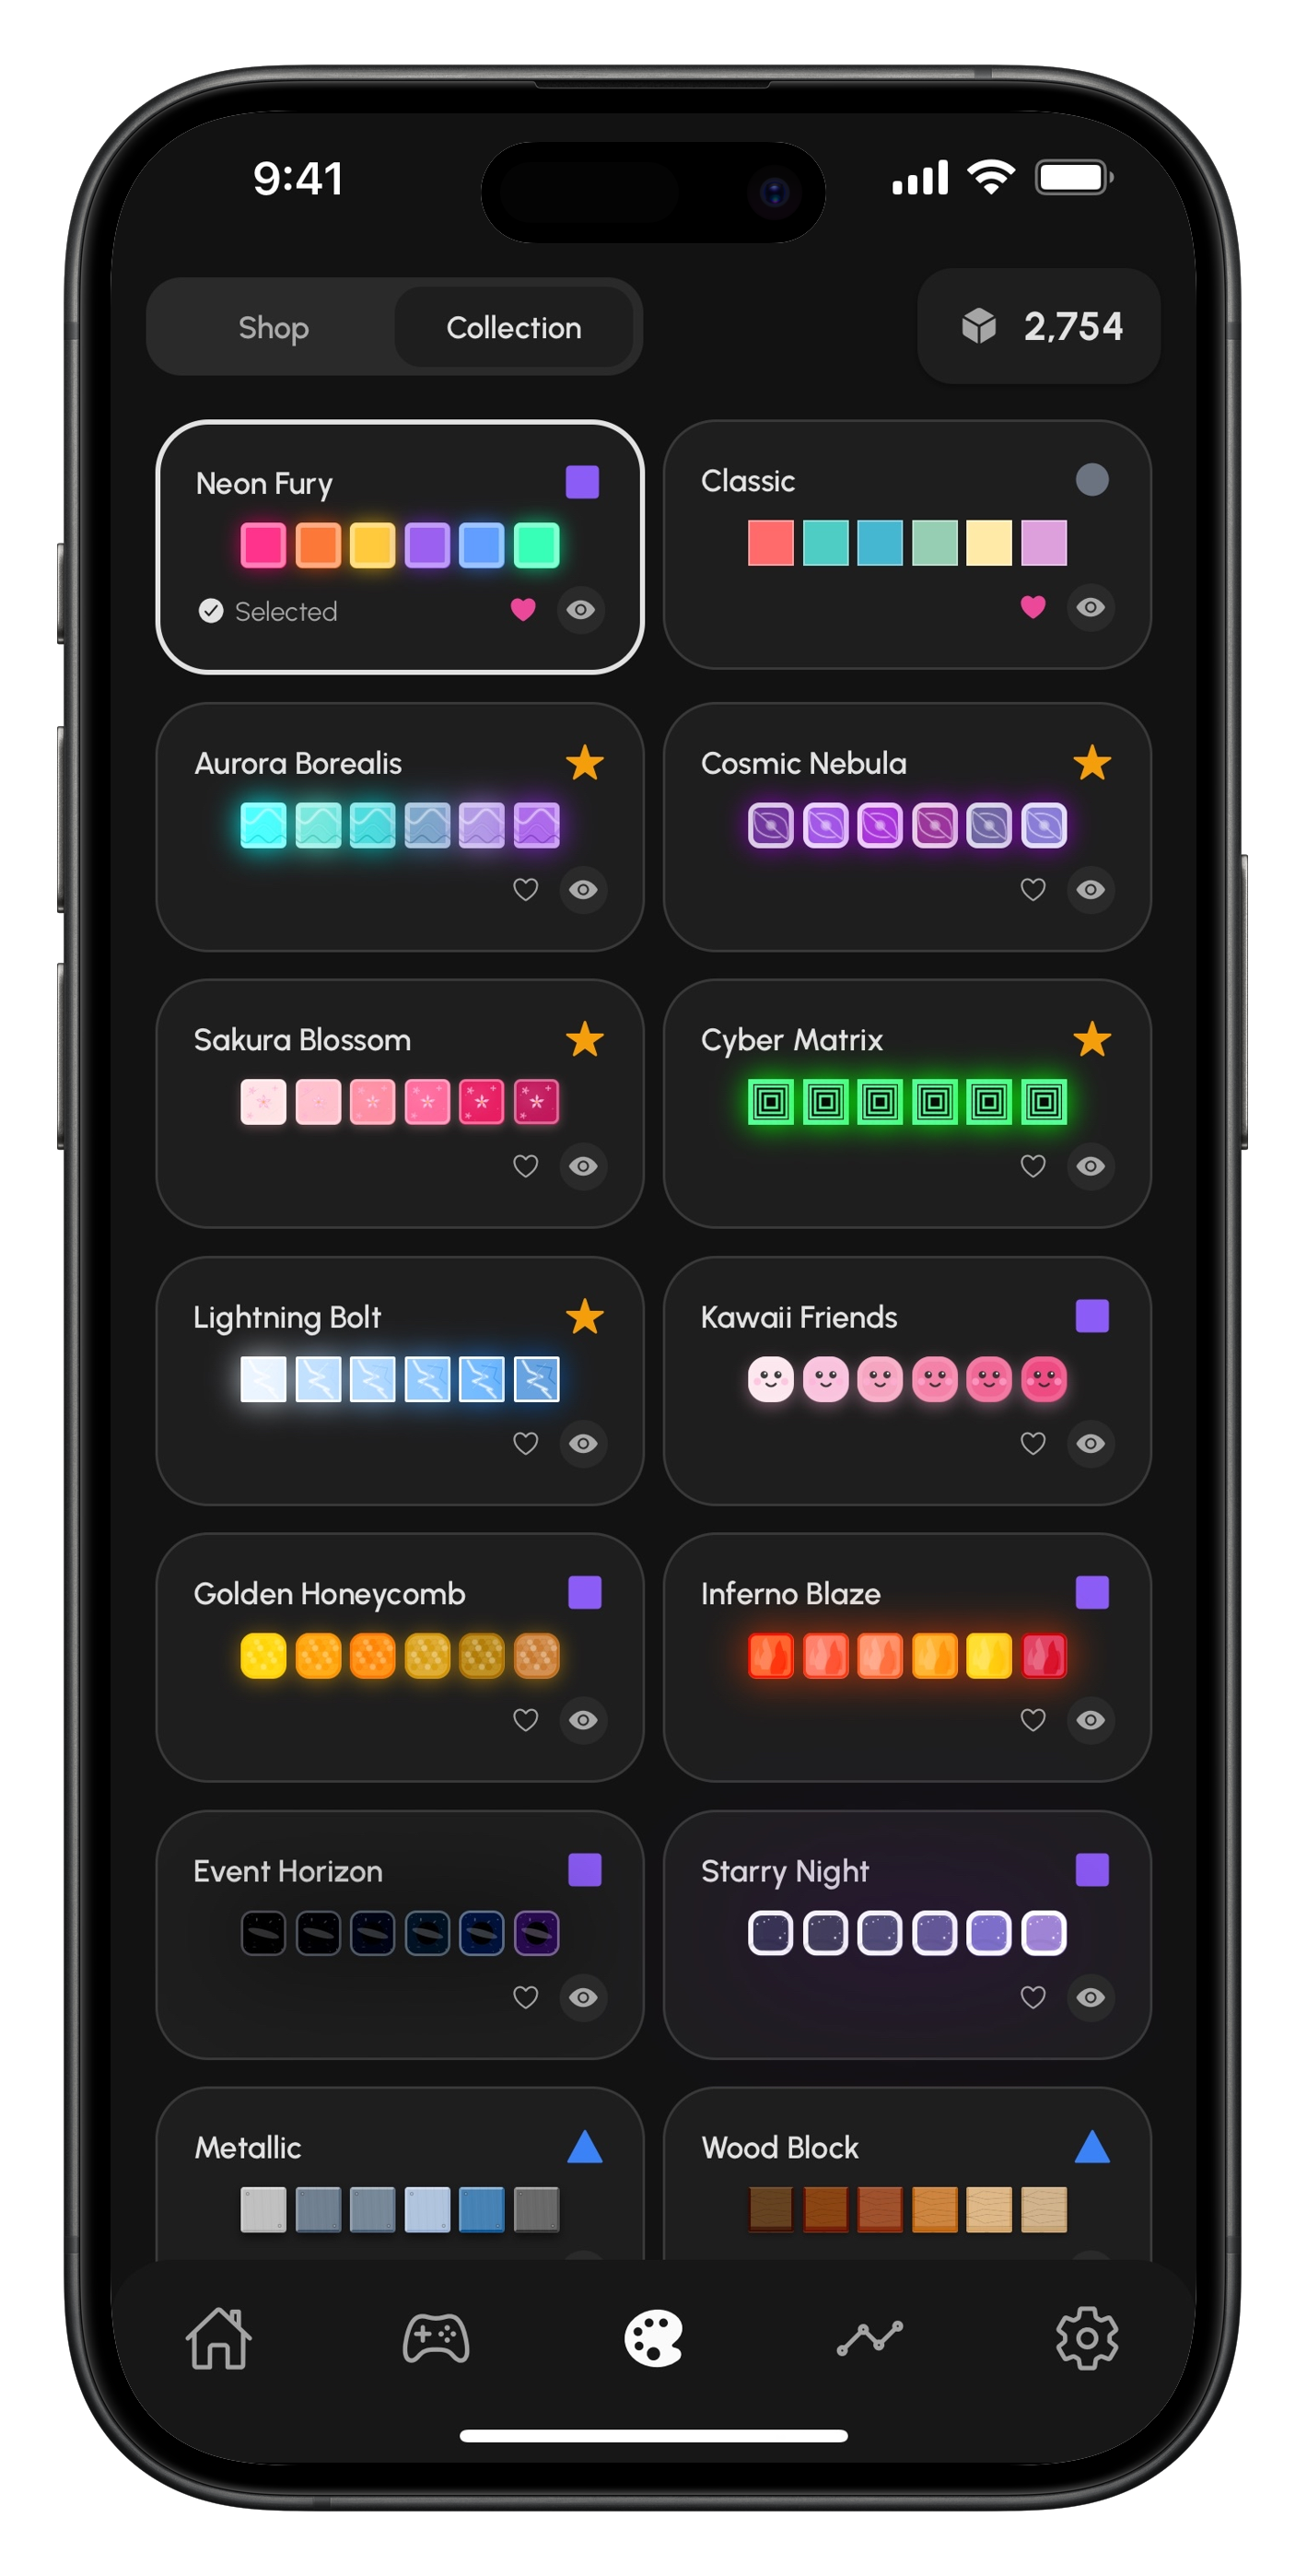 9:41
Shop Collection 2,754
Neon Fury
Selected
Classic
Aurora Borealis
Cosmic Nebula
Sakura Blossom
Cyber Matrix
Lightning Bolt
Kawaii Friends
Golden Honeycomb
Inferno Blaze
Event Horizon
Starry Night
Metallic
Wood Block